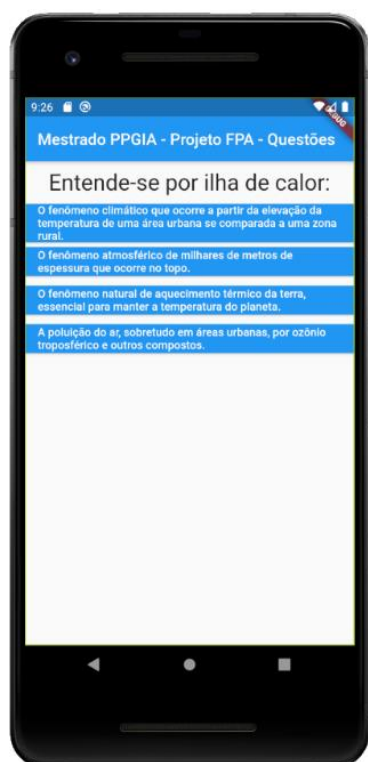 9:26
DEBUG
Mestrado PPGIA - Projeto FPA - Questões
Entende-se por ilha de calor:
O fenômeno climático que ocorre a partir da elevação da
temperatura de uma área urbana se comparada a uma zona
rural.
O fenômeno atmosférico de milhares de metros de
espessura que ocorre no topo.
O fenômeno natural de aquecimento térmico da terra,
essencial para manter a temperatura do planeta.
A poluição do ar, sobretudo em áreas urbanas, por ozônio
troposférico e outros compostos.